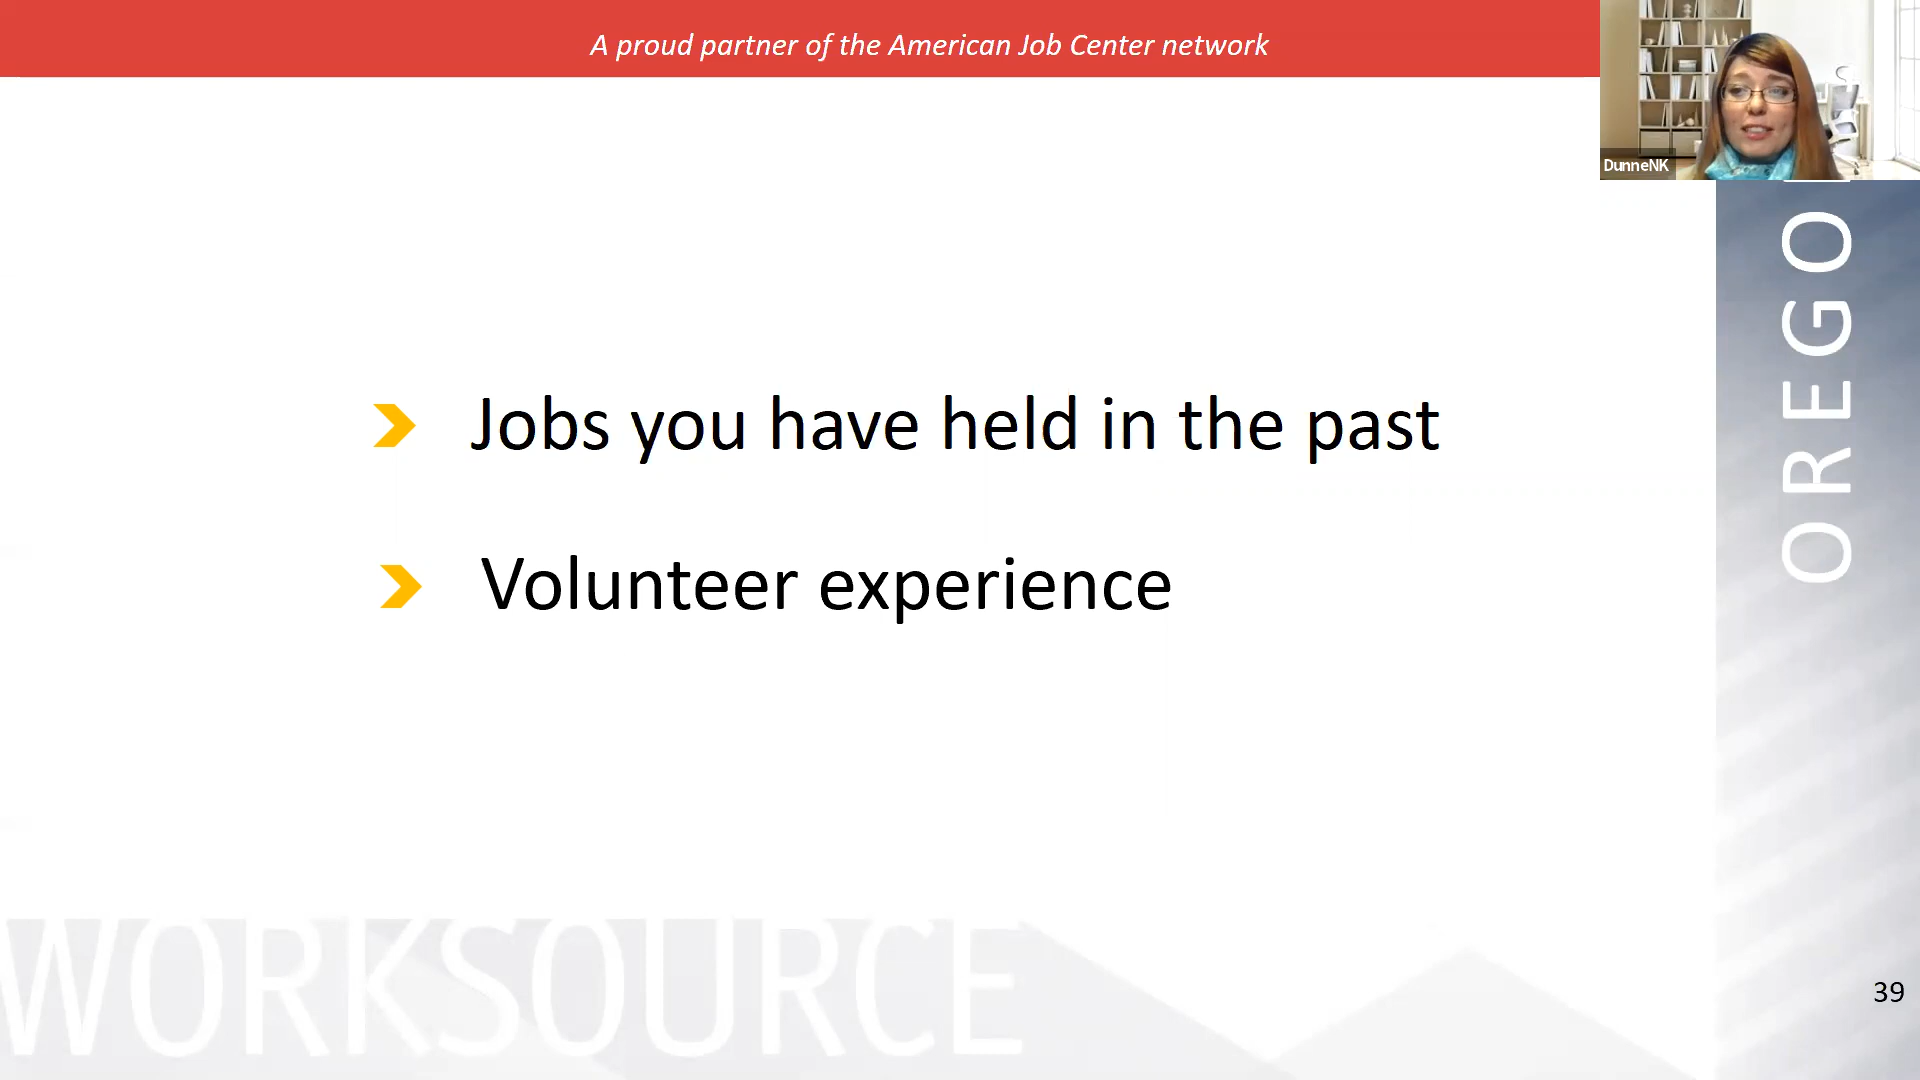 A proud partner of the American Job Center network
DunneNK
OREGO
Jobs you have held in the past
Volunteer experience
WORKSOURCE
39